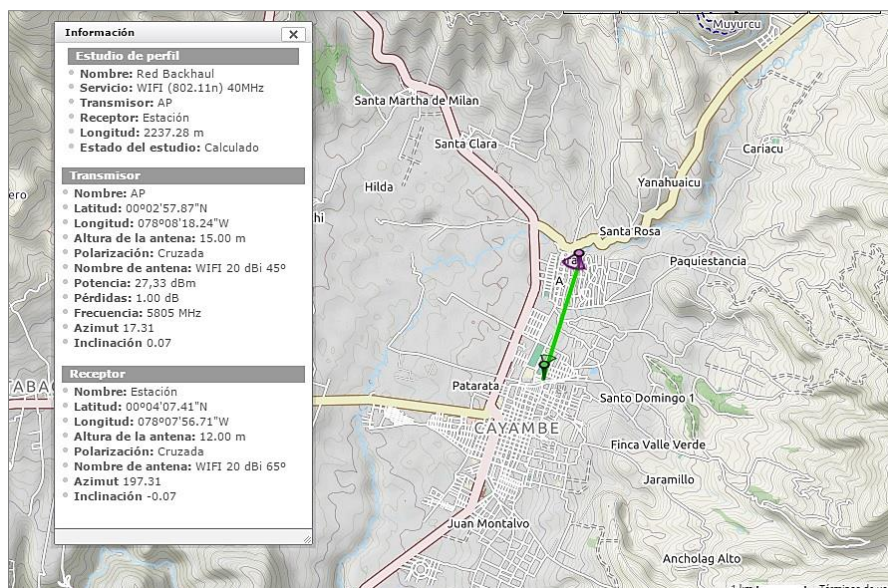 Información
Estudio de perfil
Nombre: Red Backhaul
Servicio: WIFI (802.11n) 40MHz
Transmisor: AP
Receptor: Estación
Longitud: 2237.28 m
Estado del estudio: Calculado
Transmisor
Nombre: AP
Latitud: 00º02'57.87"N
Longitud: 078º08'18.24"W
Altura de la antena: 15.00 m
Polarización: Cruzada
Nombre de antena: WIFI 20 dBi 45º
Potencia: 27,33 dBm
Pérdidas: 1.00 dB
Frecuencia: 5805 MHz
Azimut 17.31
Inclinación 0.07
Receptor
Nombre: Estación
Latitud: 00º04'07.41"N
Longitud: 078º07'56.71"W
Altura de la antena: 12.00 m
Polarización: Cruzada
Nombre de antena: WIFI 20 dBi 65º
Azimut 197.31
Inclinación -0.07
Muyurcu
Santa Martha de Milan
Santa Clara
Cariacu
Hilda
Yanahuaicu
ero
hi
Santa Rosa
Paquiestancia
A
TABAC
Patarata
Santo Domingo 1
CAYAMBE
Finca Valle Verde
Jaramillo
Juan Montalvo
Ancholag Alto